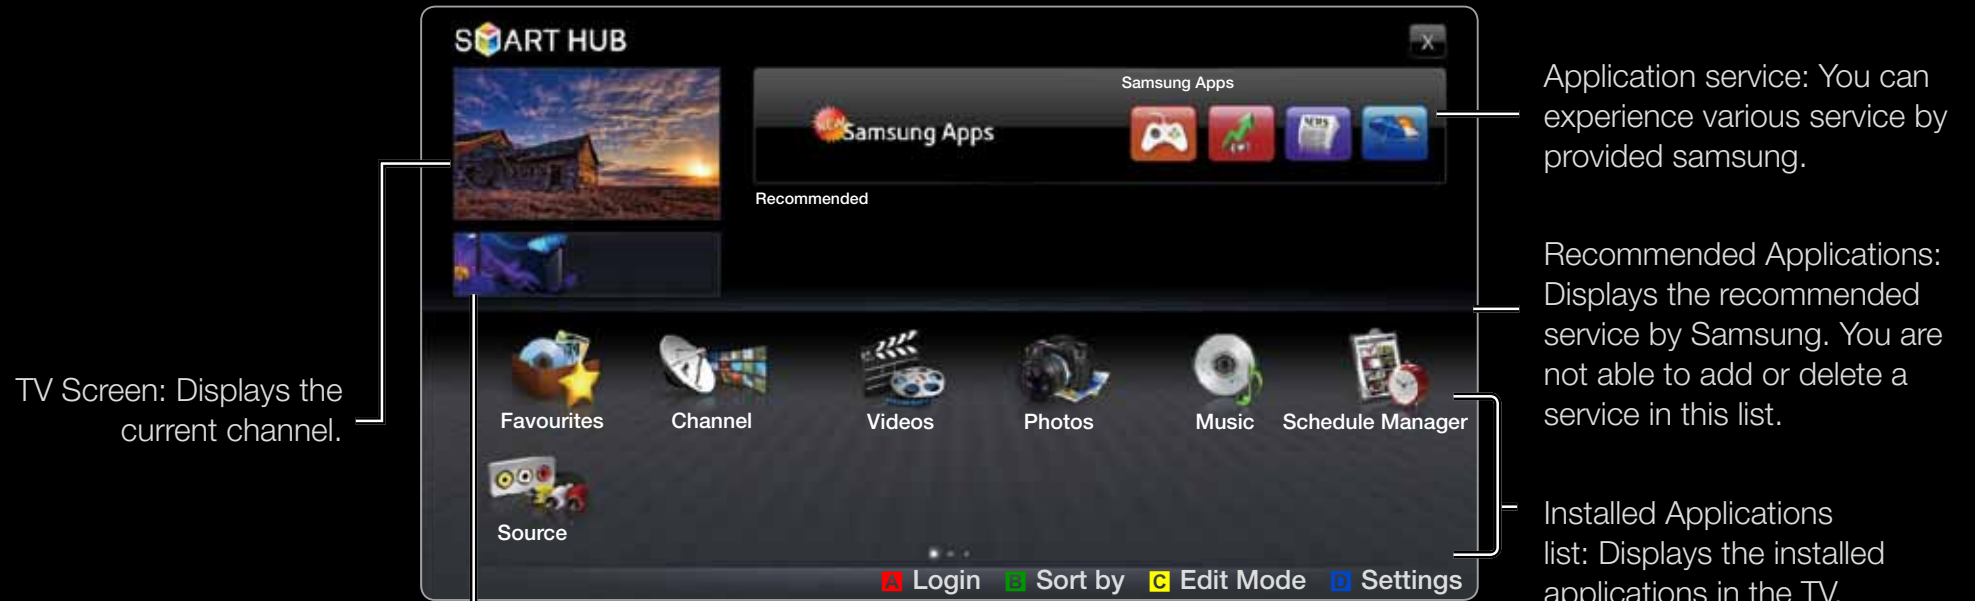 SMART HUB
X
Samsung Apps
NEW
Samsung Apps
NEWS
Recommended
Favourites
Channel
Videos
Photos
Music
Schedule Manager
Source
A Login
B Sort by
C Edit Mode
D Settings
TV Screen: Displays the
current channel.
Application service: You can
experience various service by
provided samsung.
Recommended Applications:
Displays the recommended
service by Samsung. You are
not able to add or delete a
service in this list.
Installed Applications
list: Displays the installed
applications in the TV.